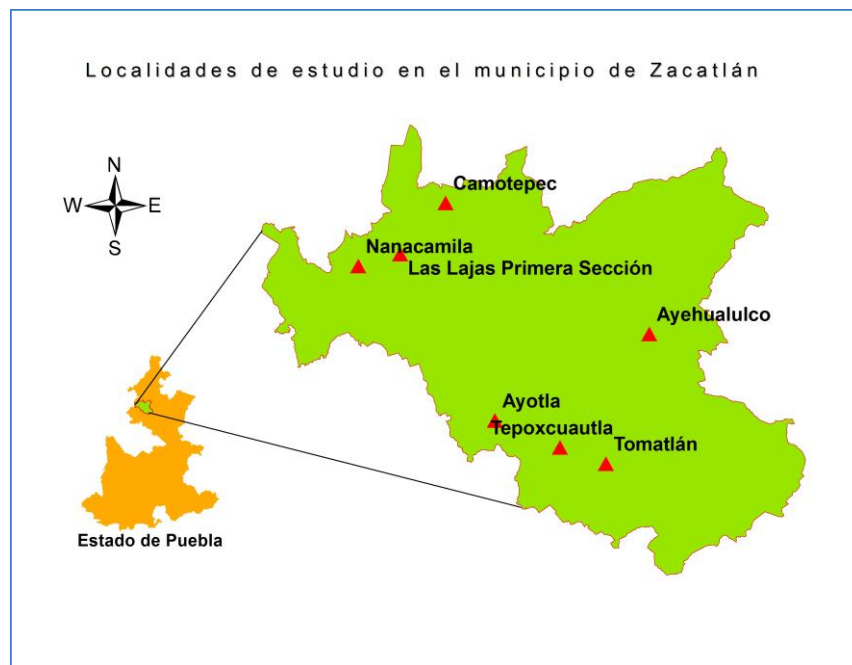 Localidades de estudio en el municipio de Zacatlán
N
W E
S
Camotepec
Nanacamila
Las Lajas Primera Sección
Ayehualulco
Ayotla
Tepoxcuautla
Tomatlán
Estado de Puebla